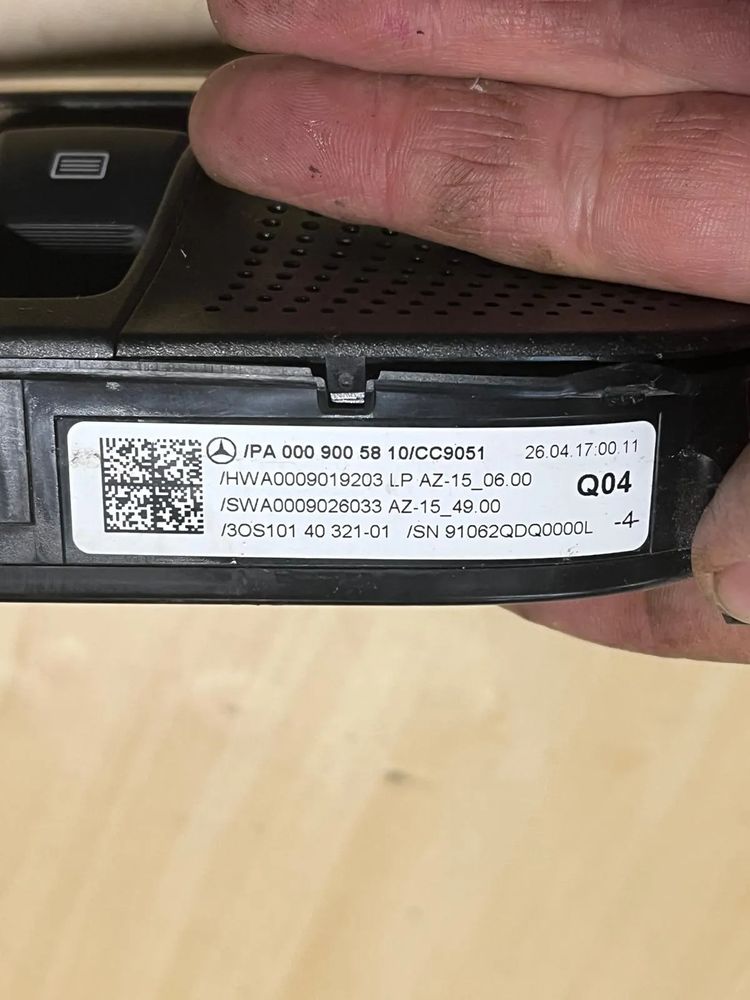 /PA 000 900 58 10/CC9051 26.04.17:00.11
/HWA0009019203 LP AZ-15_06.00
Q04
/SWA0009026033 AZ-15_49.00
/3OS101 40 321-01 /SN 91062QDQ0000L -4